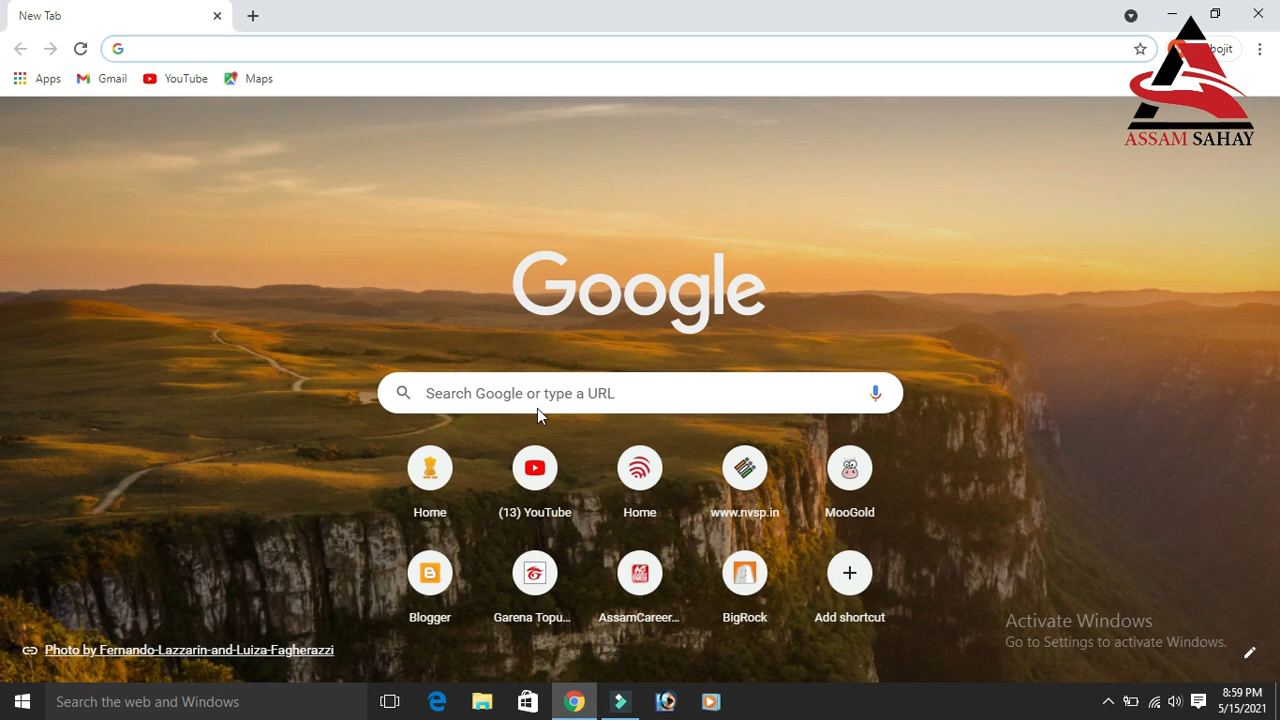 New Tab
bojit
Apps Gmail YouTube Maps
ASSAM SAHAY
Google
Search Google or type a URL
Home (13) YouTube Home www.nvsp.in MooGold
Blogger Garena Topu... AssamCareer... BigRock Add shortcut
Activate Windows
Go to Settings to activate Windows.
Photo by Fernando-Lazzarin-and-Luiza-Fagherazzi
Search the web and Windows
8:59 PM
5/15/2021